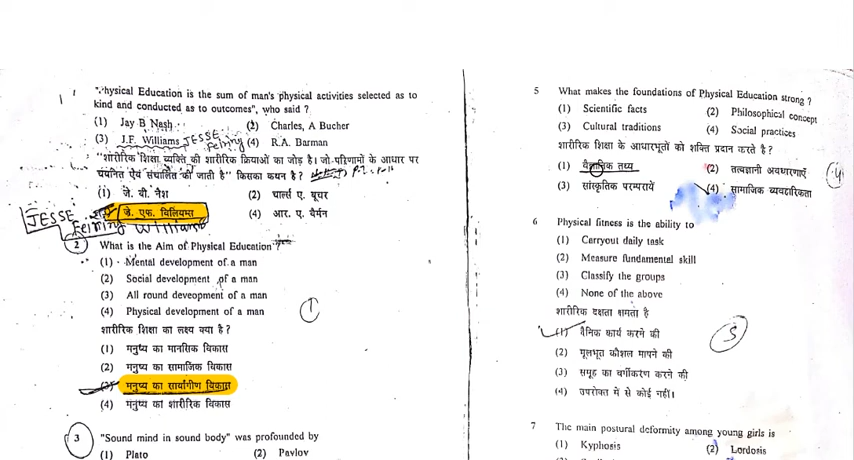 1
"Physical Education is the sum of man's physical activities selected as to
kind and conducted as to outcomes", who said ?
(1) Jay B Nash
(2) Charles, A Bucher
(3) J.F. Williams
JESSE
(4) R.A. Barman
"शारीरिक शिक्षा व्यक्ति की शारीरिक क्रियाओं का जोड़ है। जो परिणामों के आधार पर
चयनित एवं संचालित की जाती है" किसका कथन है ?
(1) जे. बी. नैश
(2) चार्ल्स ए. बूचर
JESSE
जे. एफ. विलियम्स
(4) आर. ए. बैर्मन
Williams
2 What is the Aim of Physical Education ?
(1) Mental development of a man
(2) Social development of a man
(3) All round deveopment of a man
(4) Physical development of a man
शारीरिक शिक्षा का लक्ष्य क्या है ?
(1) मनुष्य का मानसिक विकास
(2) मनुष्य का सामाजिक विकास
(3) मनुष्य का सार्वांगीण विकास
(4) मनुष्य का शारीरिक विकास
3 "Sound mind in sound body" was profounded by
(1) Plato
(2) Pavlov
5 What makes the foundations of Physical Education strong ?
(1) Scientific facts
(2) Philosophical concept
(3) Cultural traditions
(4) Social practices
शारीरिक शिक्षा के आधारभूतों को शक्ति प्रदान करते है ?
(1) वैज्ञानिक तथ्य
(2) तत्वज्ञानी अवधारणाएँ
(3) सांस्कृतिक परम्परायें
(4) सामाजिक व्यवहारिकता
6 Physical fitness is the ability to
(1) Carryout daily task
(2) Measure fundamental skill
(3) Classify the groups
(4) None of the above
शारीरिक दक्षता क्षमता है
(1) दैनिक कार्य करने की
(2) मूलभूत कौशल मापने की
(3) समूह का वर्गीकरण करने की
(4) उपरोक्त में से कोई नहीं।
7 The main postural deformity among young girls is
(1) Kyphosis
(2) Lordosis